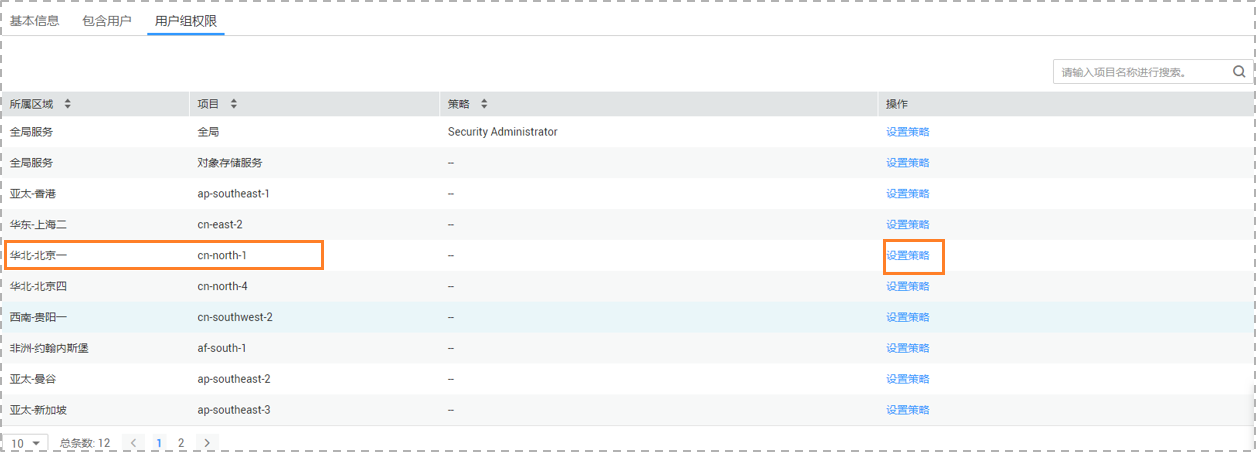 基本信息 包含用户 用户组权限
请输入项目名称进行搜索。
所属区域 项目 策略 操作
全局服务 全局 Security Administrator 设置策略
全局服务 对象存储服务 -- 设置策略
亚太-香港 ap-southeast-1 -- 设置策略
华东-上海二 cn-east-2 -- 设置策略
华北-北京一 cn-north-1 -- 设置策略
华北-北京四 cn-north-4 -- 设置策略
西南-贵阳一 cn-southwest-2 -- 设置策略
非洲-约翰内斯堡 af-south-1 -- 设置策略
亚太-曼谷 ap-southeast-2 -- 设置策略
亚太-新加坡 ap-southeast-3 -- 设置策略
10 总条数: 12 < 1 2 >